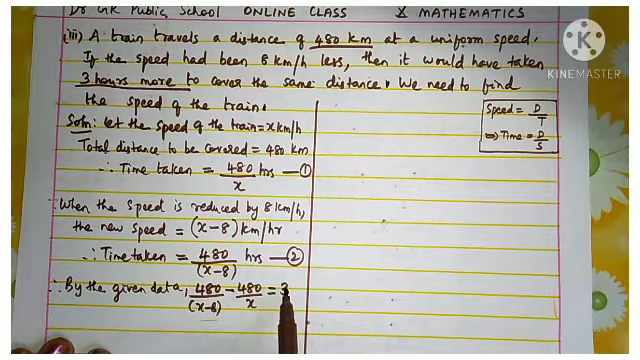 Dr GK Public School ONLINE CLASS X MATHEMATICS
(iii) A train travels a distance of 480 km at a uniform speed.
If the speed had been 8 km/h less, then it would have taken
3 hours more to cover the same distance. We need to find
the speed of the train.
Soln: let the speed of the train = x km/h
Total distance to be covered = 480 km
∴ Time taken = 480/x hrs — ①
∴ When the speed is reduced by 8 km/h,
the new speed = (x-8) km/hr
∴ Time taken = 480/(x-8) hrs — ②
∴ By the given data, 480/(x-8) - 480/x = 3
Speed = D/T
⇒ Time = D/S
KINEMASTER